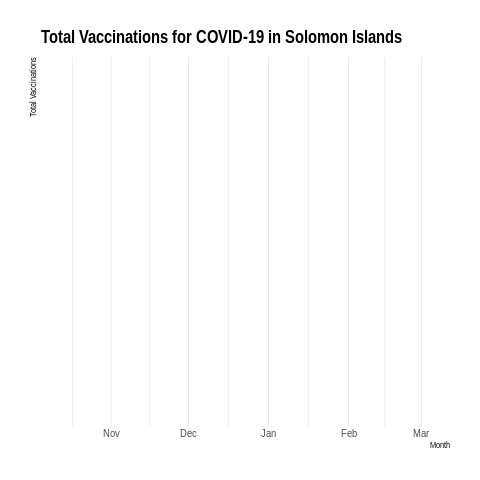 Total Vaccinations for COVID-19 in Solomon Islands
Total Vaccinations
Nov Dec Jan Feb Mar
Month